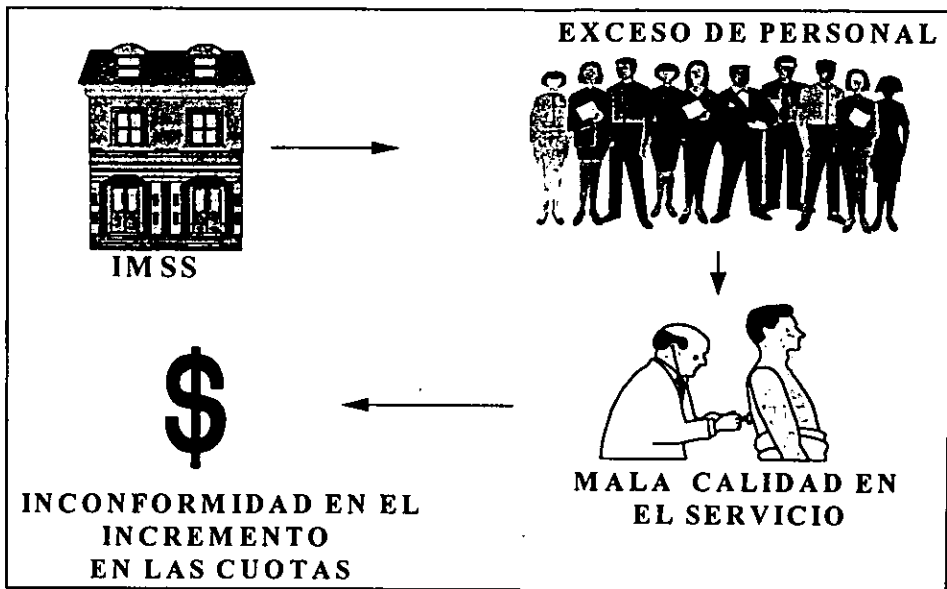 EXCESO DE PERSONAL
IMSS
$
MALA CALIDAD EN
EL SERVICIO
INCONFORMIDAD EN EL
INCREMENTO
EN LAS CUOTAS